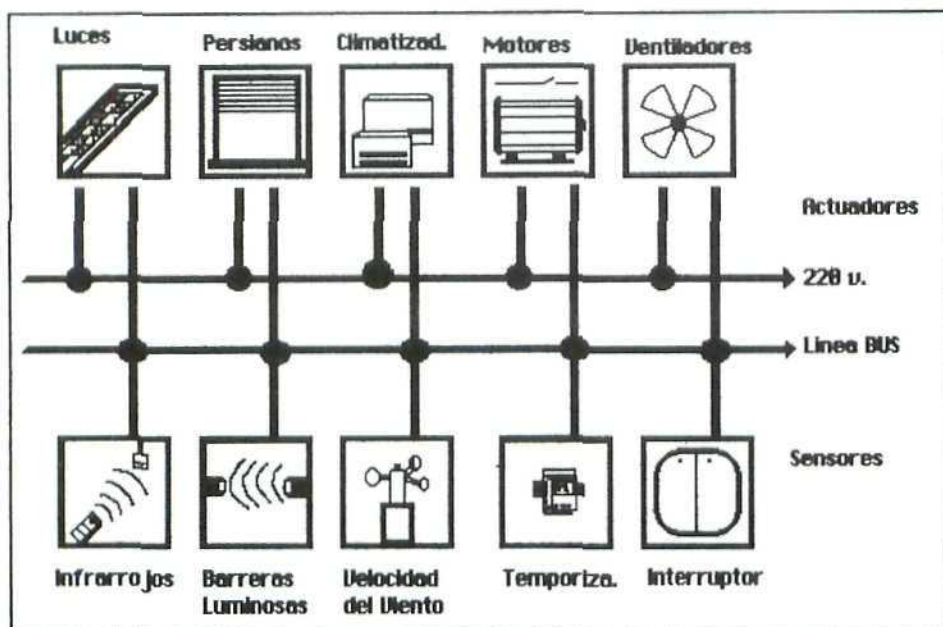 Luces
Persianas
Climatizad.
Motores
Ventiladores
Actuadores
220 v.
Linea BUS
Sensores
Infrarrojos
Barreras
Luminosas
Velocidad
del Viento
Temporiza.
Interruptor